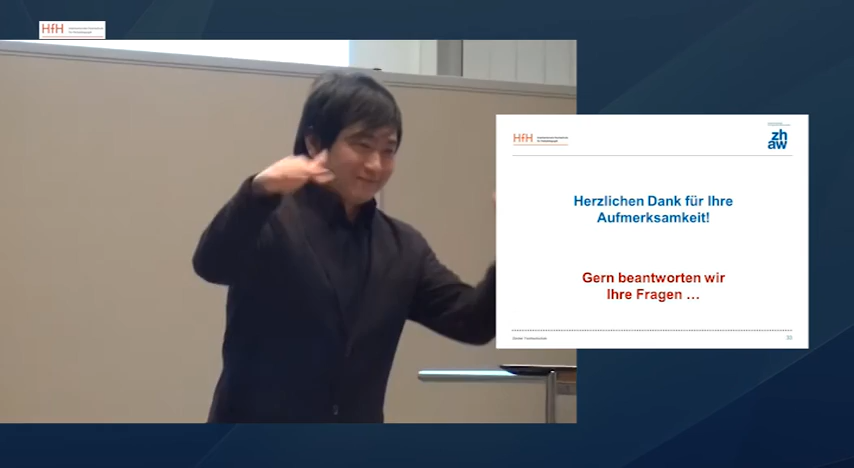 HfH
HfH
zh
aw
Herzlichen Dank für Ihre
Aufmerksamkeit!
Gern beantworten wir
Ihre Fragen …